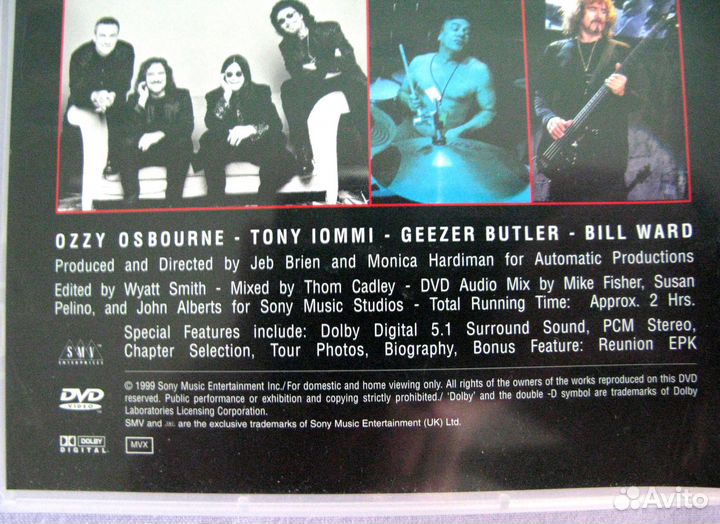 OZZY OSBOURNE - TONY IOMMI - GEEZER BUTLER - BILL WARD
Produced and Directed by Jeb Brien and Monica Hardiman for Automatic Productions
Edited by Wyatt Smith - Mixed by Thom Cadley - DVD Audio Mix by Mike Fisher, Susan
Pelino, and John Alberts for Sony Music Studios - Total Running Time: Approx. 2 Hrs.
Special Features include: Dolby Digital 5.1 Surround Sound, PCM Stereo,
Chapter Selection, Tour Photos, Biography, Bonus Feature: Reunion EPK
SMV
ENTERPRISES
DVD
VIDEO
© 1999 Sony Music Entertainment Inc./For domestic and home viewing only. All rights of the owners of the works reproduced on this DVD
reserved. Public performance or exhibition and copying strictly prohibited./ 'Dolby' and the double -D symbol are trademarks of Dolby
Laboratories Licensing Corporation.
SMV and are the exclusive trademarks of Sony Music Entertainment (UK) Ltd.
DOLBY
DIGITAL
MVX
Avito